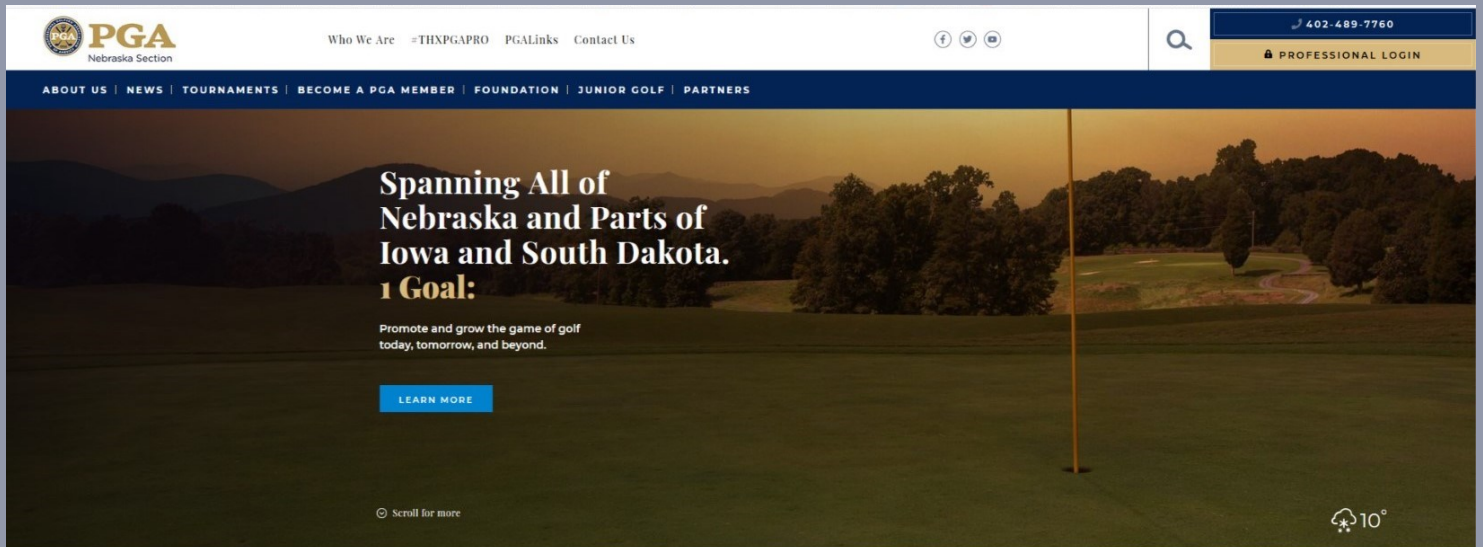 PGA
PGA
Nebraska Section
Who We Are #THXPGAPRO PGALinks Contact Us
402-489-7760
PROFESSIONAL LOGIN
ABOUT US | NEWS | TOURNAMENTS | BECOME A PGA MEMBER | FOUNDATION | JUNIOR GOLF | PARTNERS
Spanning All of
Nebraska and Parts of
Iowa and South Dakota.
1 Goal:
Promote and grow the game of golf
today, tomorrow, and beyond.
LEARN MORE
Scroll for more
10°